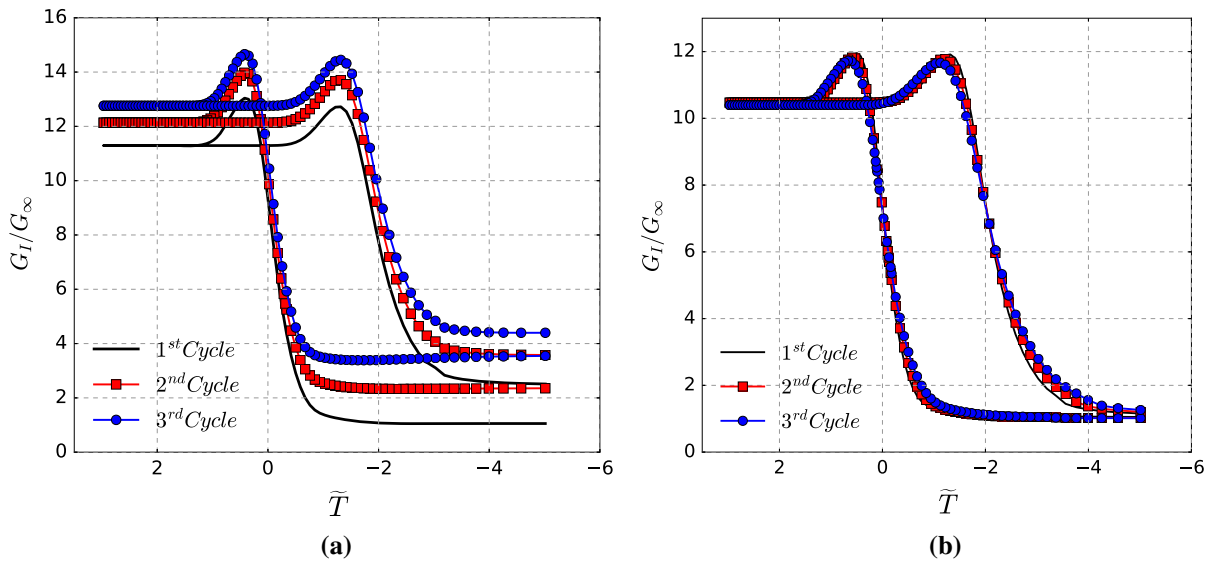 16
14
12
10
8
6
4
2
0
G_I/G_∞
1^{st} Cycle
2^{nd} Cycle
3^{rd} Cycle
2
0
−2
−4
−6
T̃
(a)
12
10
8
6
4
2
0
G_I/G_∞
1^{st} Cycle
2^{nd} Cycle
3^{rd} Cycle
2
0
−2
−4
−6
T̃
(b)